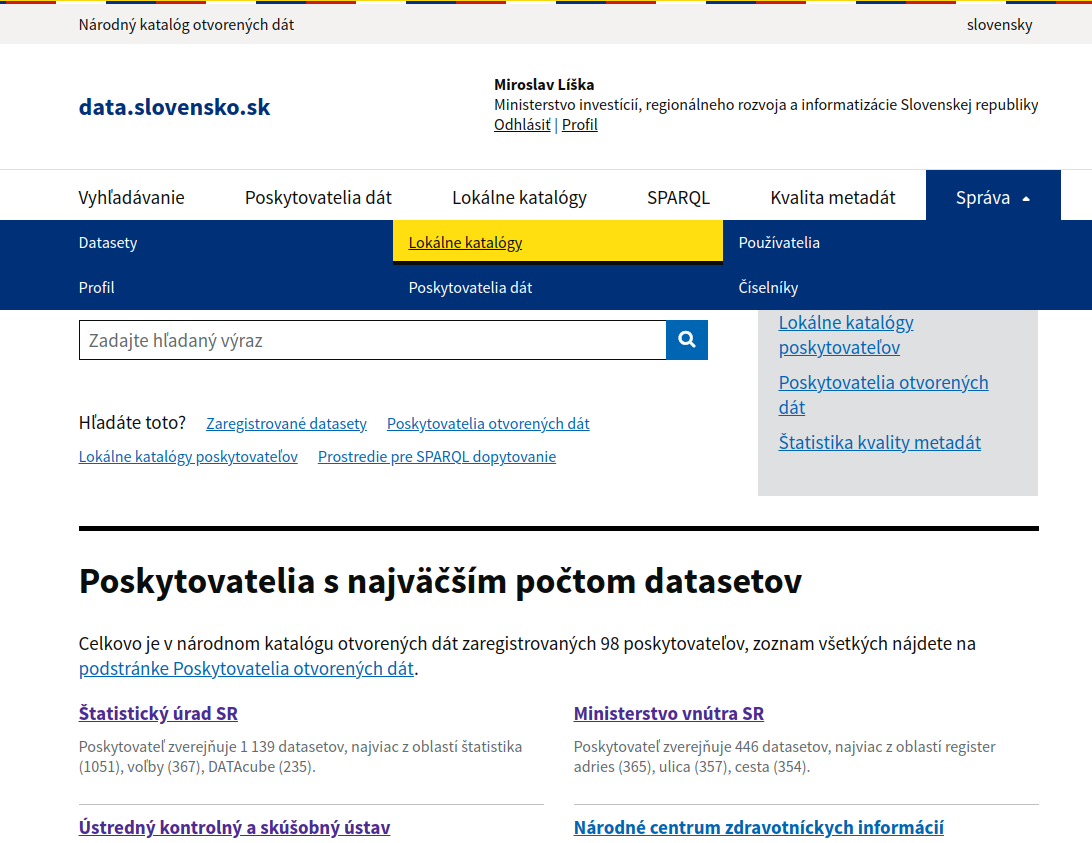 Národný katalóg otvorených dát
slovensky
data.slovensko.sk
Miroslav Líška
Ministerstvo investícií, regionálneho rozvoja a informatizácie Slovenskej republiky
Odhlásiť | Profil
Vyhľadávanie
Poskytovatelia dát
Lokálne katalógy
SPARQL
Kvalita metadát
Správa
Datasety
Lokálne katalógy
Používatelia
Profil
Poskytovatelia dát
Číselníky
Zadajte hľadaný výraz
Hľadáte toto? Zaregistrované datasety Poskytovatelia otvorených dát
Lokálne katalógy poskytovateľov Prostredie pre SPARQL dopytovanie
Lokálne katalógy
poskytovateľov
Poskytovatelia otvorených
dát
Štatistika kvality metadát
Poskytovatelia s najväčším počtom datasetov
Celkovo je v národnom katalógu otvorených dát zaregistrovaných 98 poskytovateľov, zoznam všetkých nájdete na
podstránke Poskytovatelia otvorených dát.
Štatistický úrad SR
Poskytovateľ zverejňuje 1 139 datasetov, najviac z oblastí štatistika
(1051), voľby (367), DATAcube (235).
Ministerstvo vnútra SR
Poskytovateľ zverejňuje 446 datasetov, najviac z oblastí register
adries (365), ulica (357), cesta (354).
Ústredný kontrolný a skúšobný ústav
Národné centrum zdravotníckych informácií